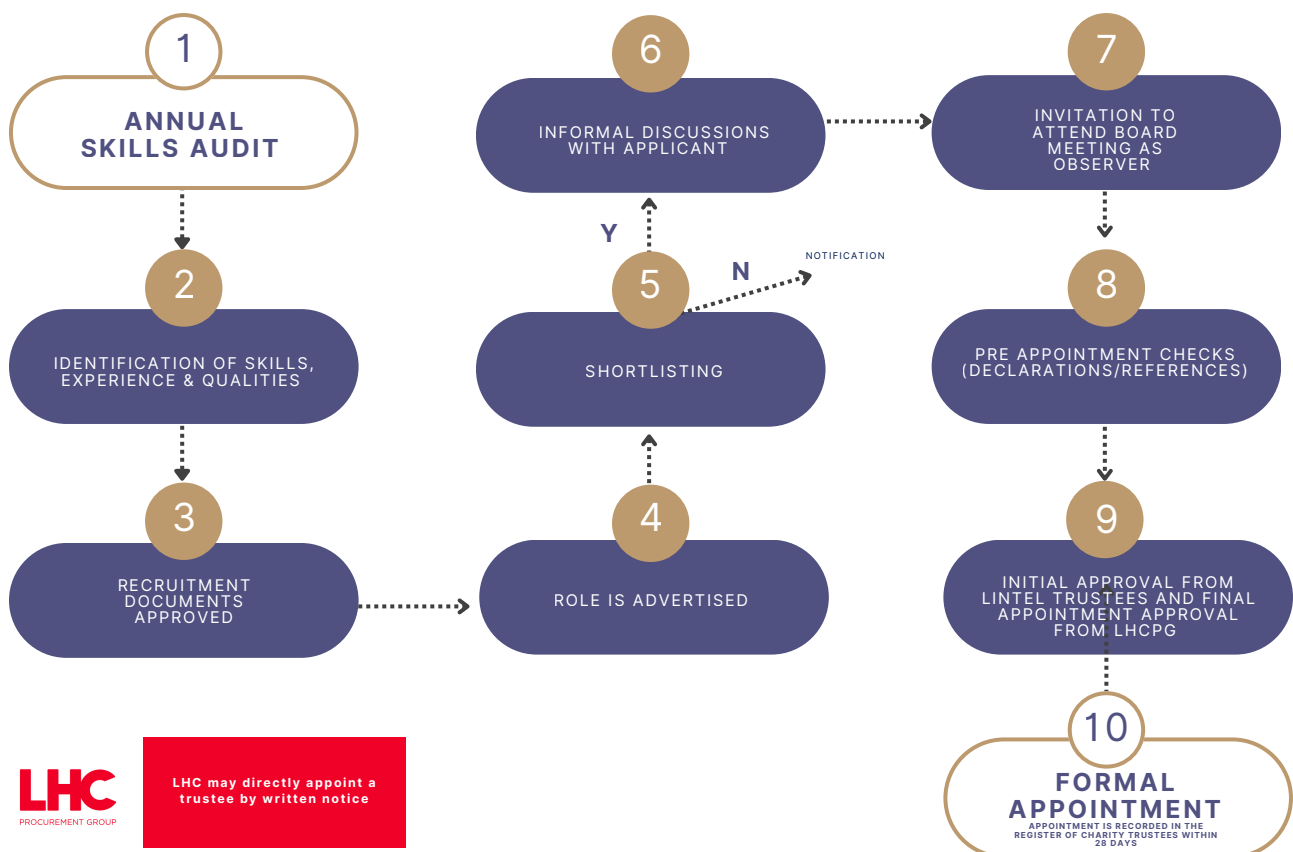 1
ANNUAL
SKILLS AUDIT
2
IDENTIFICATION OF SKILLS,
EXPERIENCE & QUALITIES
3
RECRUITMENT
DOCUMENTS
APPROVED
4
ROLE IS ADVERTISED
5
SHORTLISTING
Y
N
NOTIFICATION
6
INFORMAL DISCUSSIONS
WITH APPLICANT
7
INVITATION TO
ATTEND BOARD
MEETING AS
OBSERVER
8
PRE APPOINTMENT CHECKS
(DECLARATIONS/REFERENCES)
9
INITIAL APPROVAL FROM
LINTEL TRUSTEES AND FINAL
APPOINTMENT APPROVAL
FROM LHCPG
10
FORMAL
APPOINTMENT
APPOINTMENT IS RECORDED IN THE
REGISTER OF CHARITY TRUSTEES WITHIN
28 DAYS
LHC
PROCUREMENT GROUP
LHC may directly appoint a
trustee by written notice